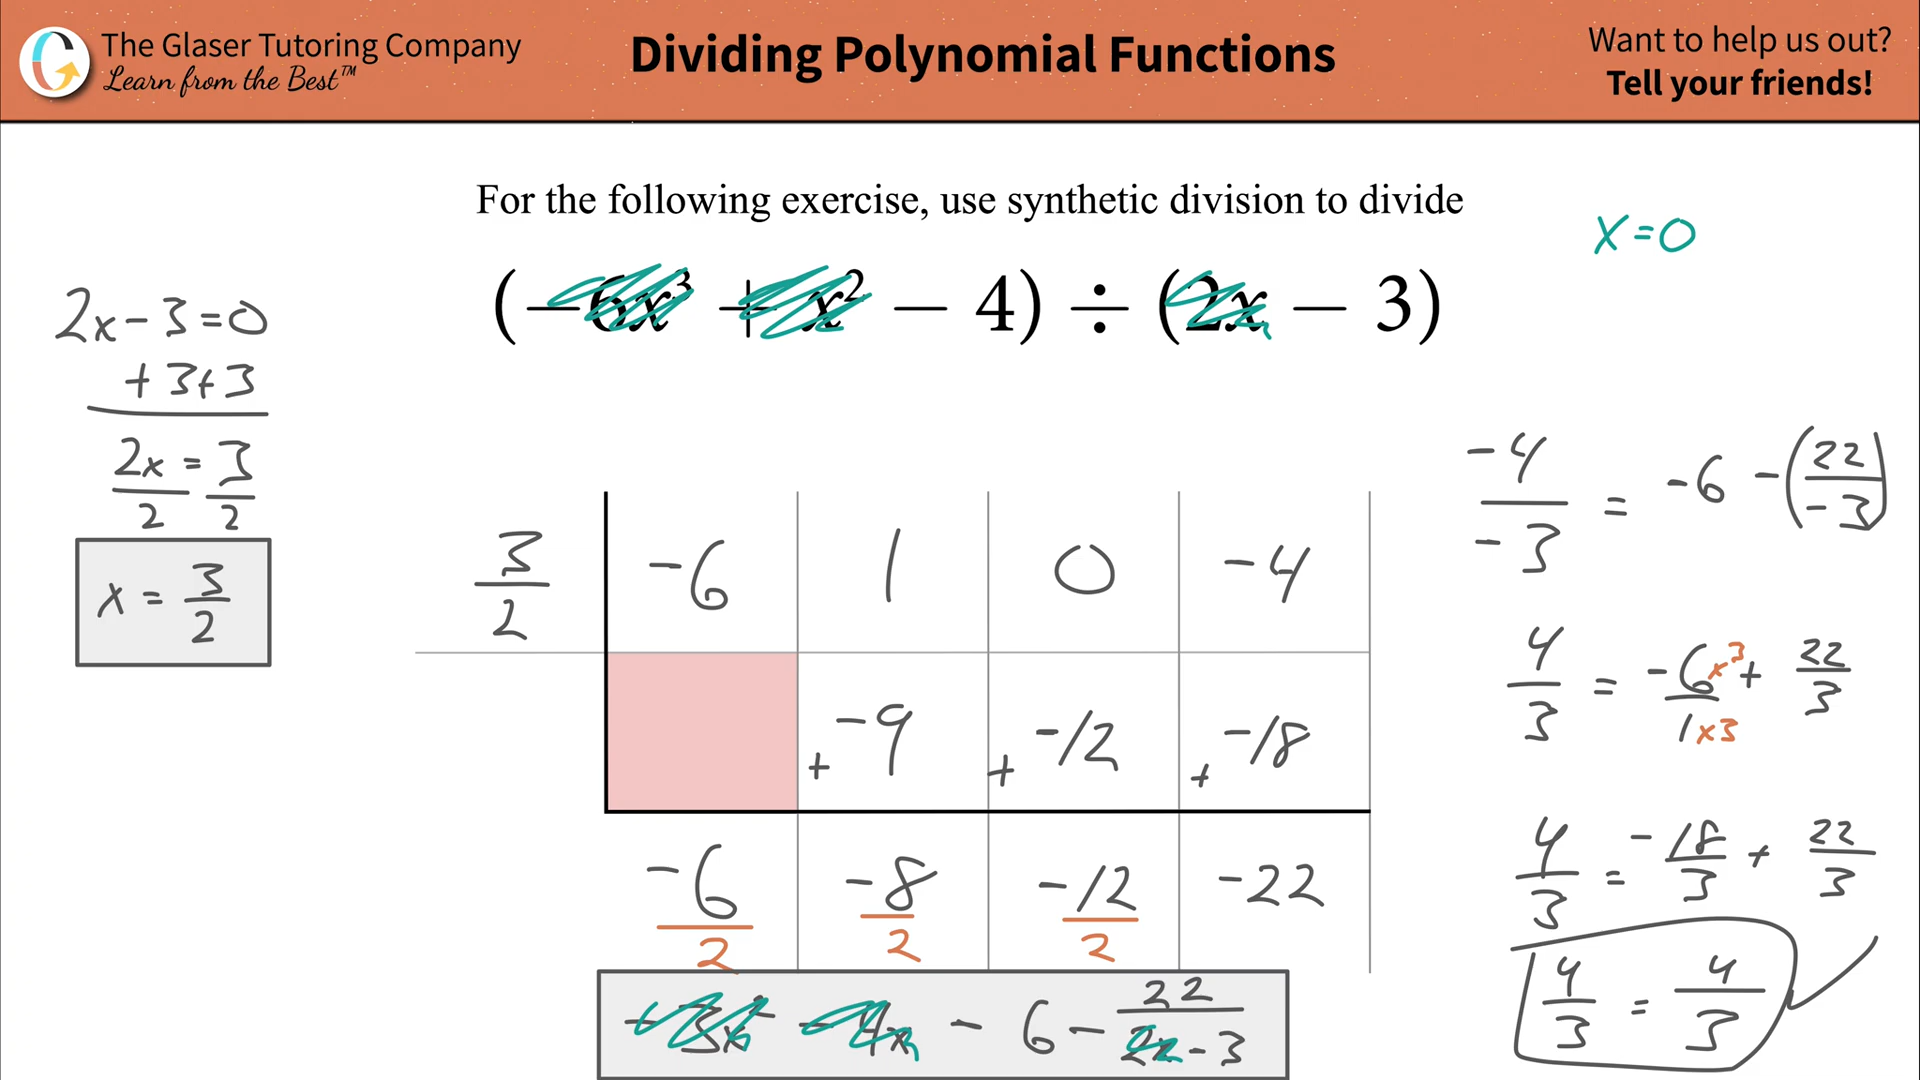 The Glaser Tutoring Company
Learn from the Best™
Dividing Polynomial Functions
Want to help us out?
Tell your friends!
For the following exercise, use synthetic division to divide
(−6x³ + x² − 4) ÷ (2x − 3)
x=0
2x-3=0
+3+3
2x/2 = 3/2
x = 3/2
3/2 -6 1 0 -4
+ -9 + -12 + -18
-6/2 -8/2 -12/2 -22
-3x² - 4x - 6 - 22/(2x-3)
-4/-3 = -6 - (22/-3)
4/3 = -6x3/1x3 + 22/3
4/3 = -18/3 + 22/3
4/3 = 4/3 ✓